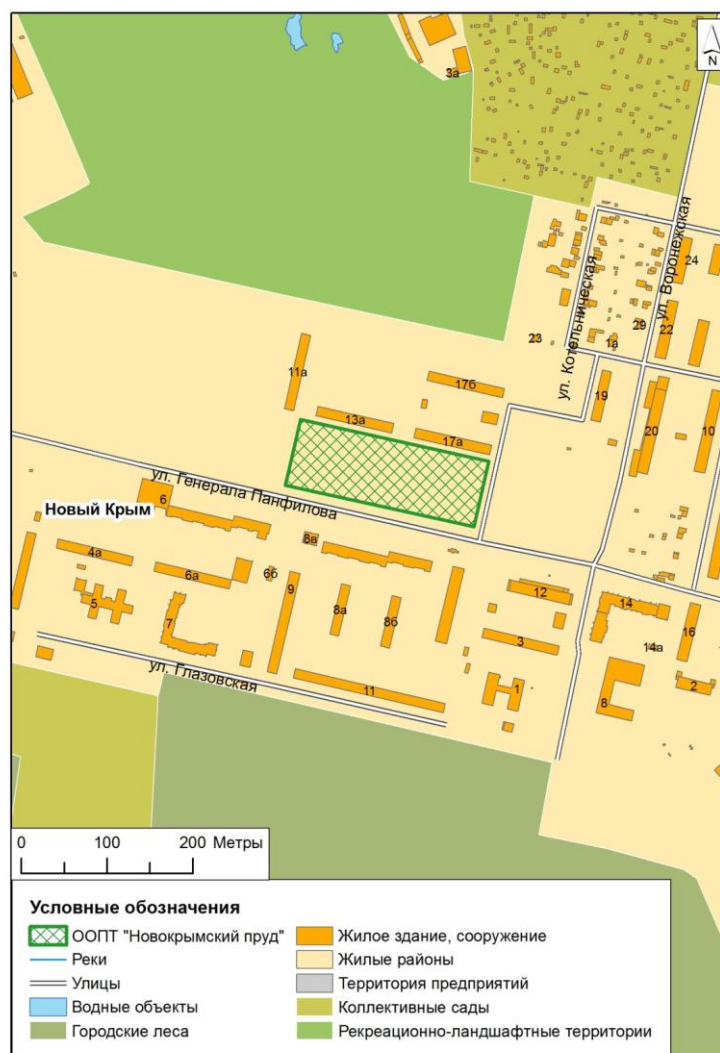 3а
N
ул. Котельническая
ул. Воронежская
24
29
22
23
1а
11а
17б
19
13а
17а
20
10
ул. Генерала Панфилова
6
Новый Крым
8в
4а
6а
6б
9
8а
8б
12
14
16
5
7
3
14а
ул. Глазовская
11
1
8
2
0 100 200 Метры
Условные обозначения
ООПТ "Новокрымский пруд"
Реки
Улицы
Водные объекты
Городские леса
Жилое здание, сооружение
Жилые районы
Территория предприятий
Коллективные сады
Рекреационно-ландшафтные территории